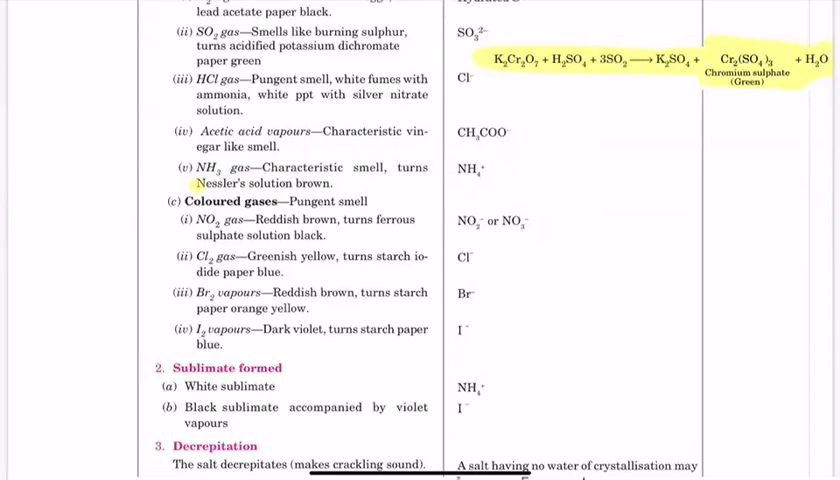 lead acetate paper black.
(ii) SO₂ gas—Smells like burning sulphur,
turns acidified potassium dichromate
paper green
SO₃²⁻
K₂Cr₂O₇ + H₂SO₄ + 3SO₂ ⟶ K₂SO₄ + Cr₂(SO₄)₃ + H₂O
Chromium sulphate
(Green)
(iii) HCl gas—Pungent smell, white fumes with
ammonia, white ppt with silver nitrate
solution.
Cl⁻
(iv) Acetic acid vapours—Characteristic vin-
egar like smell.
CH₃COO⁻
(v) NH₃ gas—Characteristic smell, turns
Nessler's solution brown.
NH₄⁺
(c) Coloured gases—Pungent smell
(i) NO₂ gas—Reddish brown, turns ferrous
sulphate solution black.
NO₂⁻ or NO₃⁻
(ii) Cl₂ gas—Greenish yellow, turns starch io-
dide paper blue.
Cl⁻
(iii) Br₂ vapours—Reddish brown, turns starch
paper orange yellow.
Br⁻
(iv) I₂ vapours—Dark violet, turns starch paper
blue.
I⁻
2. Sublimate formed
(a) White sublimate
NH₄⁺
(b) Black sublimate accompanied by violet
vapours
I⁻
3. Decrepitation
The salt decrepitates (makes crackling sound).
A salt having no water of crystallisation may